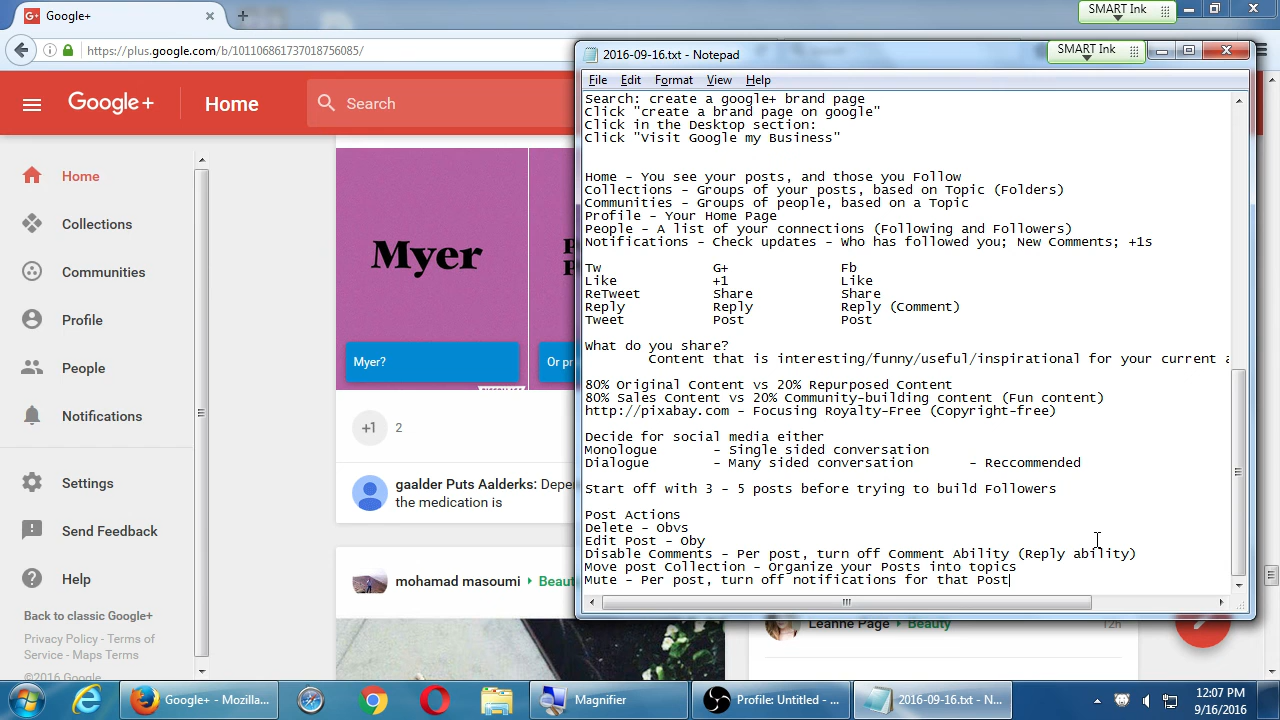 Google+
SMART Ink
https://plus.google.com/b/101106861737018756085/
Google+
Home
Search
Home
Collections
Communities
Profile
People
Notifications
Settings
Send Feedback
Help
Back to classic Google+
Privacy Policy - Terms of
Service - Maps Terms
©2016 Google
Myer
Myer?
Or pr
+1 2
gaalder Puts Aalderks: Depe
the medication is
mohamad masoumi Beaut
Leanne Page Beauty 12h
2016-09-16.txt - Notepad
SMART Ink
File Edit Format View Help
Search: create a google+ brand page
Click "create a brand page on google"
Click in the Desktop section:
Click "Visit Google my Business"
Home - You see your posts, and those you Follow
Collections - Groups of your posts, based on Topic (Folders)
Communities - Groups of people, based on a Topic
Profile - Your Home Page
People - A list of your connections (Following and Followers)
Notifications - Check updates - Who has followed you; New Comments; +1s
Tw G+ Fb
Like +1 Like
ReTweet Share Share
Reply Reply Reply (Comment)
Tweet Post Post
What do you share?
Content that is interesting/funny/useful/inspirational for your current a
80% Original Content vs 20% Repurposed Content
80% Sales Content vs 20% Community-building content (Fun content)
http://pixabay.com - Focusing Royalty-Free (Copyright-free)
Decide for social media either
Monologue - Single sided conversation
Dialogue - Many sided conversation - Reccommended
Start off with 3 - 5 posts before trying to build Followers
Post Actions
Delete - Obvs
Edit Post - Oby
Disable Comments - Per post, turn off Comment Ability (Reply ability)
Move post Collection - Organize your Posts into topics
Mute - Per post, turn off notifications for that Post
Google+ - Mozilla...
Magnifier
Profile: Untitled - ...
2016-09-16.txt - N...
12:07 PM
9/16/2016